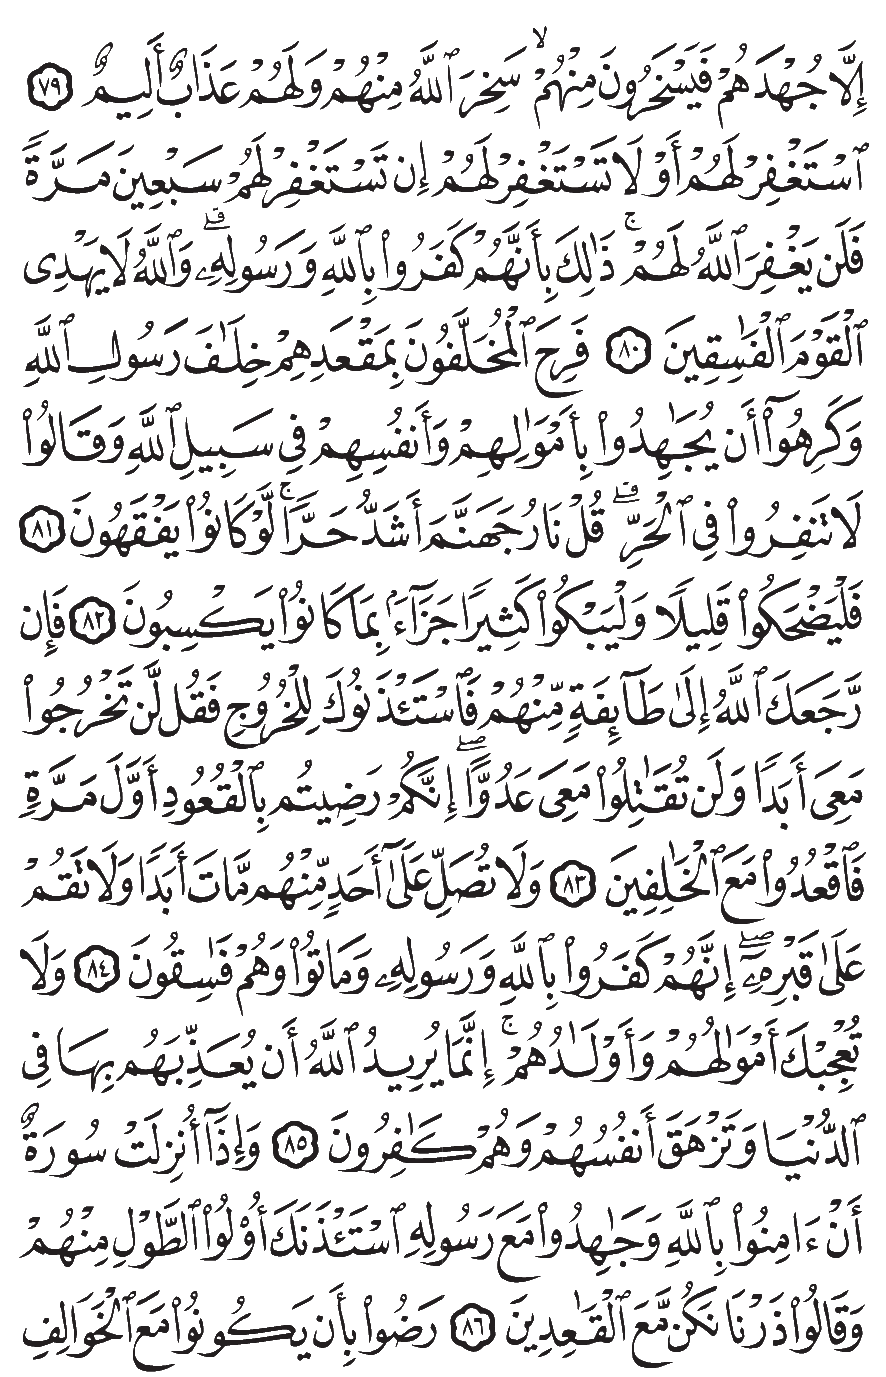 إِلَّا جُهْدَهُمْ فَيَسْخَرُونَ مِنْهُمْ ۙ سَخِرَ ٱللَّهُ مِنْهُمْ وَلَهُمْ عَذَابٌ أَلِيمٌ ٧٩
ٱسْتَغْفِرْ لَهُمْ أَوْ لَا تَسْتَغْفِرْ لَهُمْ إِن تَسْتَغْفِرْ لَهُمْ سَبْعِينَ مَرَّةً
فَلَن يَغْفِرَ ٱللَّهُ لَهُمْ ۚ ذَٰلِكَ بِأَنَّهُمْ كَفَرُوا۟ بِٱللَّهِ وَرَسُولِهِۦ ۗ وَٱللَّهُ لَا يَهْدِى
ٱلْقَوْمَ ٱلْفَٰسِقِينَ ٨٠ فَرِحَ ٱلْمُخَلَّفُونَ بِمَقْعَدِهِمْ خِلَٰفَ رَسُولِ ٱللَّهِ
وَكَرِهُوٓا۟ أَن يُجَٰهِدُوا۟ بِأَمْوَٰلِهِمْ وَأَنفُسِهِمْ فِى سَبِيلِ ٱللَّهِ وَقَالُوا۟
لَا تَنفِرُوا۟ فِى ٱلْحَرِّ ۗ قُلْ نَارُ جَهَنَّمَ أَشَدُّ حَرًّا ۚ لَّوْ كَانُوا۟ يَفْقَهُونَ ٨١
فَلْيَضْحَكُوا۟ قَلِيلًا وَلْيَبْكُوا۟ كَثِيرًا جَزَآءًۢ بِمَا كَانُوا۟ يَكْسِبُونَ ٨٢ فَإِن
رَّجَعَكَ ٱللَّهُ إِلَىٰ طَآئِفَةٍ مِّنْهُمْ فَٱسْتَـْٔذَنُوكَ لِلْخُرُوجِ فَقُل لَّن تَخْرُجُوا۟
مَعِىَ أَبَدًا وَلَن تُقَٰتِلُوا۟ مَعِىَ عَدُوًّا ۖ إِنَّكُمْ رَضِيتُم بِٱلْقُعُودِ أَوَّلَ مَرَّةٍ
فَٱقْعُدُوا۟ مَعَ ٱلْخَٰلِفِينَ ٨٣ وَلَا تُصَلِّ عَلَىٰٓ أَحَدٍ مِّنْهُم مَّاتَ أَبَدًا وَلَا تَقُمْ
عَلَىٰ قَبْرِهِۦٓ ۖ إِنَّهُمْ كَفَرُوا۟ بِٱللَّهِ وَرَسُولِهِۦ وَمَاتُوا۟ وَهُمْ فَٰسِقُونَ ٨٤ وَلَا
تُعْجِبْكَ أَمْوَٰلُهُمْ وَأَوْلَٰدُهُمْ ۚ إِنَّمَا يُرِيدُ ٱللَّهُ أَن يُعَذِّبَهُم بِهَا فِى
ٱلدُّنْيَا وَتَزْهَقَ أَنفُسُهُمْ وَهُمْ كَٰفِرُونَ ٨٥ وَإِذَآ أُنزِلَتْ سُورَةٌ
أَنْ ءَامِنُوا۟ بِٱللَّهِ وَجَٰهِدُوا۟ مَعَ رَسُولِهِ ٱسْتَـْٔذَنَكَ أُو۟لُوا۟ ٱلطَّوْلِ مِنْهُمْ
وَقَالُوا۟ ذَرْنَا نَكُن مَّعَ ٱلْقَٰعِدِينَ ٨٦ رَضُوا۟ بِأَن يَكُونُوا۟ مَعَ ٱلْخَوَالِفِ